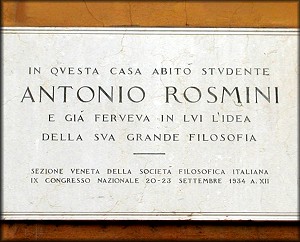 IN QVESTA CASA ABITÒ STVDENTE
ANTONIO ROSMINI
E GIÁ FERVEVA IN LVI L'IDEA
DELLA SVA GRANDE FILOSOFIA
SEZIONE VENETA DELLA SOCIETÀ FILOSOFICA ITALIANA
IX CONGRESSO NAZIONALE 20-23 SETTEMBRE 1934 A. XII